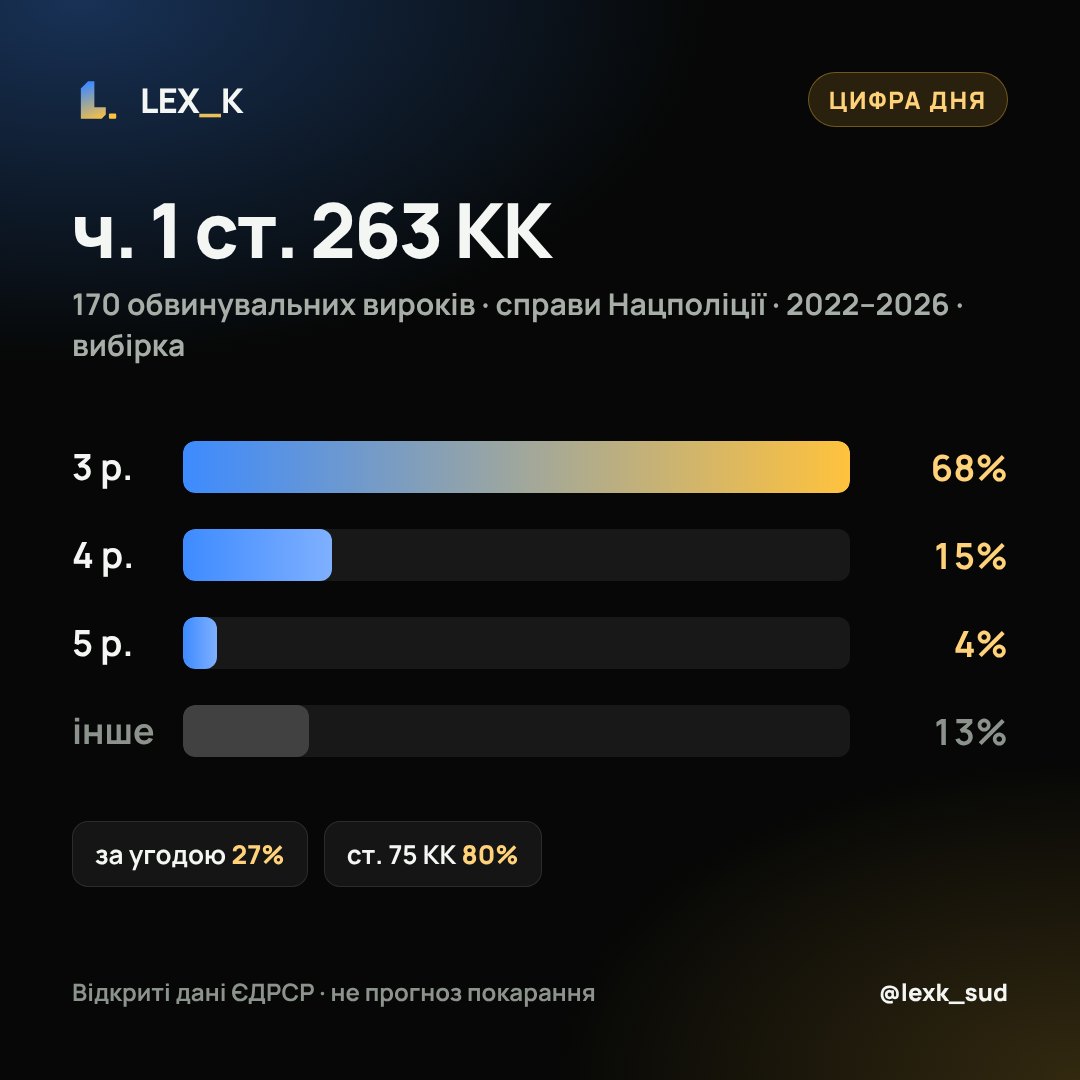 LEX_K
ЦИФРА ДНЯ
ч. 1 ст. 263 КК
170 обвинувальних вироків · справи Нацполіції · 2022–2026 ·
вибірка
3 р. 68%
4 р. 15%
5 р. 4%
інше 13%
за угодою 27%
ст. 75 КК 80%
Відкриті дані ЄДРСР · не прогноз покарання
@lexk_sud